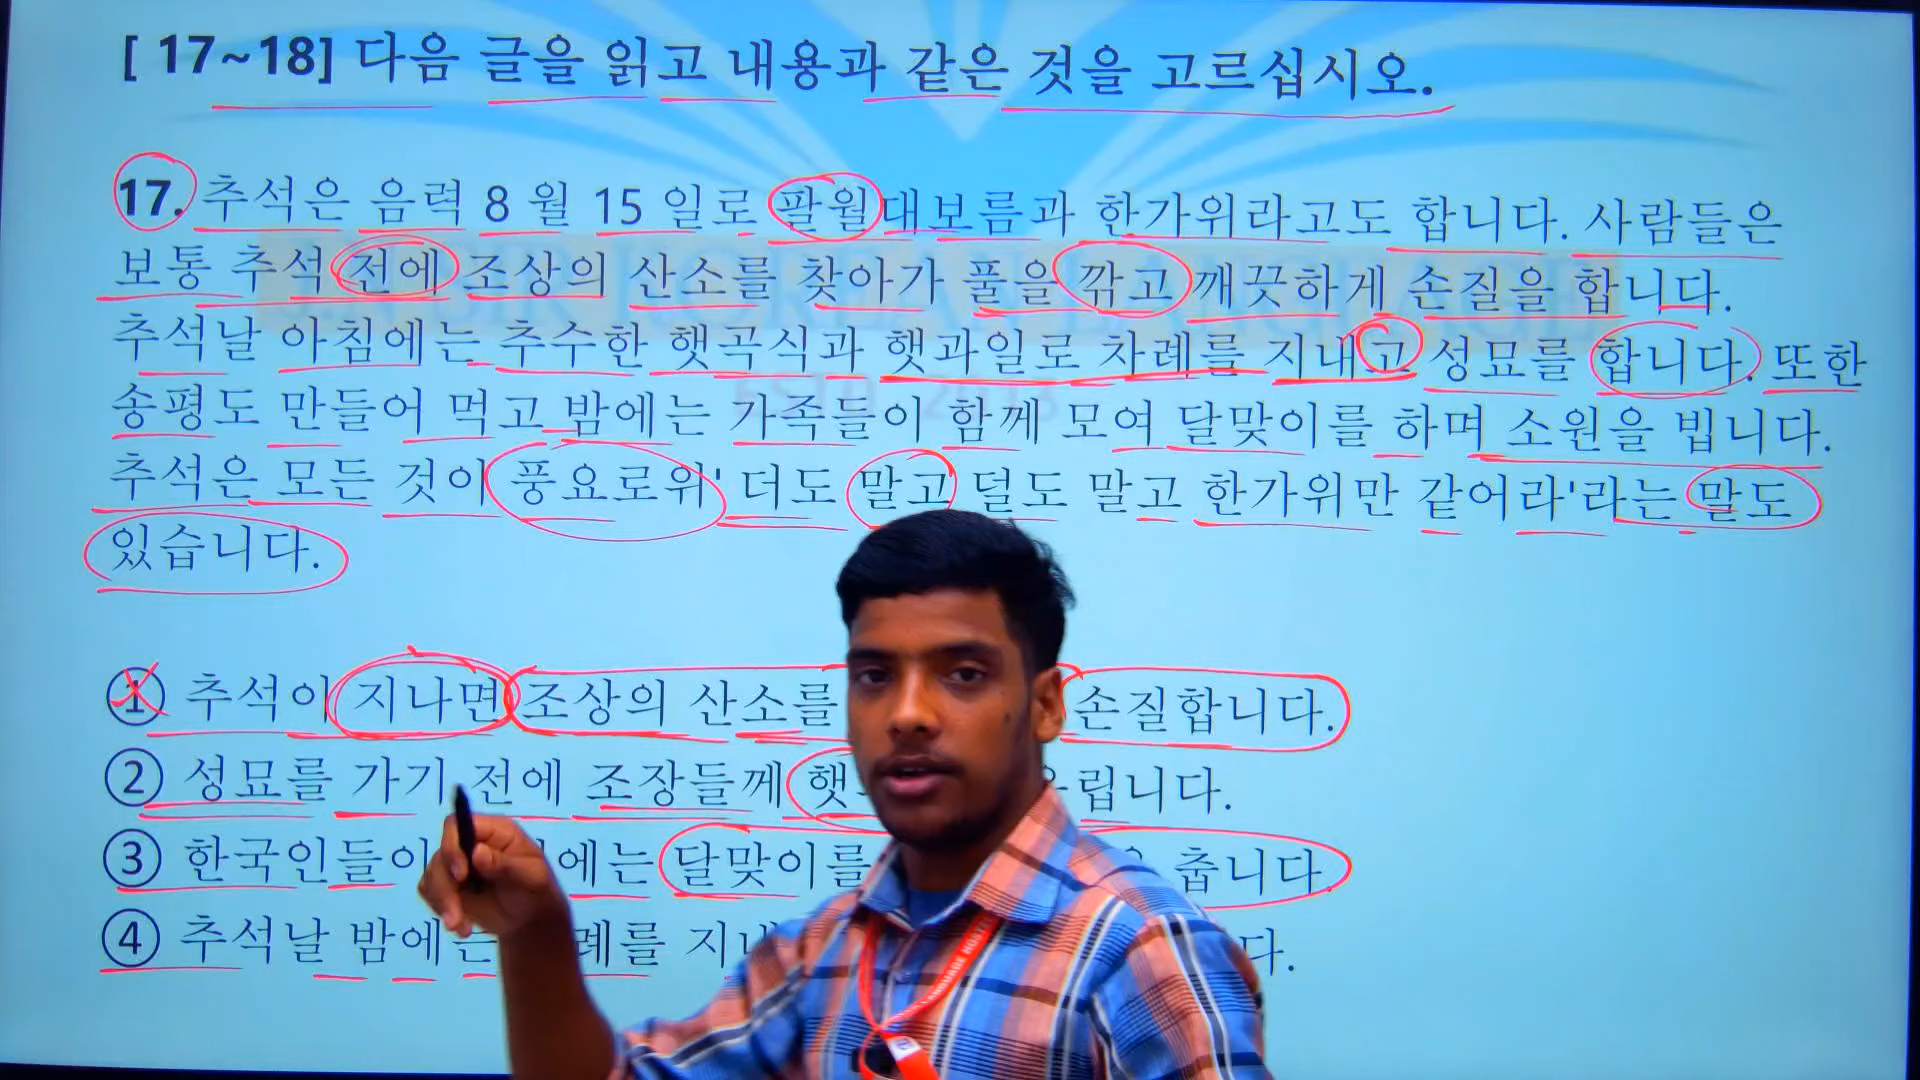 [ 17~18] 다음 글을 읽고 내용과 같은 것을 고르십시오.
17. 추석은 음력 8 월 15 일로 팔월대보름과 한가위라고도 합니다. 사람들은
보통 추석 전에 조상의 산소를 찾아가 풀을 깎고 깨끗하게 손질을 합니다.
추석날 아침에는 추수한 햇곡식과 햇과일로 차례를 지내고 성묘를 합니다. 또한
송평도 만들어 먹고 밤에는 가족들이 함께 모여 달맞이를 하며 소원을 빕니다.
추석은 모든 것이 풍요로워' 더도 말고 덜도 말고 한가위만 같어라'라는 말도
있습니다.
① 추석이 지나면 조상의 산소를 손질합니다.
② 성묘를 가기 전에 조장들께 햇 립니다.
③ 한국인들이 에는 달맞이를 춥니다.
④ 추석날 밤에는 례를 지내 다.